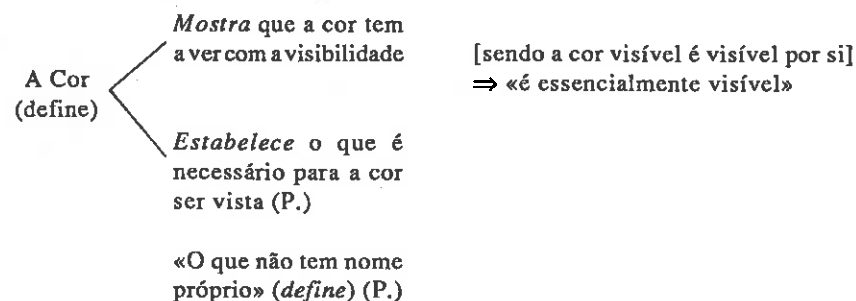 A Cor
(define)
Mostra que a cor tem
a ver com a visibilidade
[sendo a cor visível é visível por si]
⇒ «é essencialmente visível»
Estabelece o que é
necessário para a cor
ser vista (P.)
«O que não tem nome
próprio» (define) (P.)